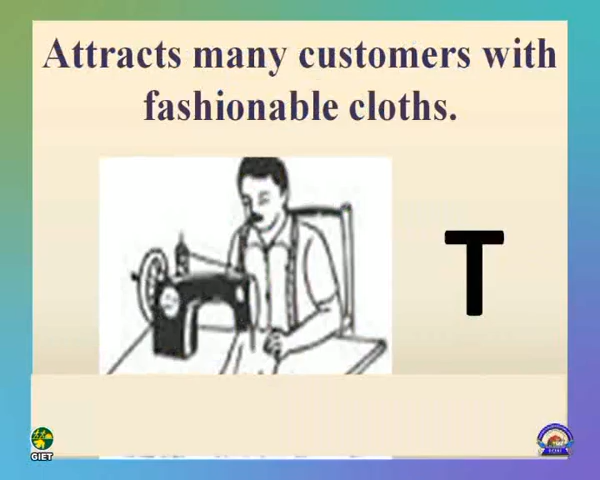 Attracts many customers with
fashionable cloths.
T
GIET